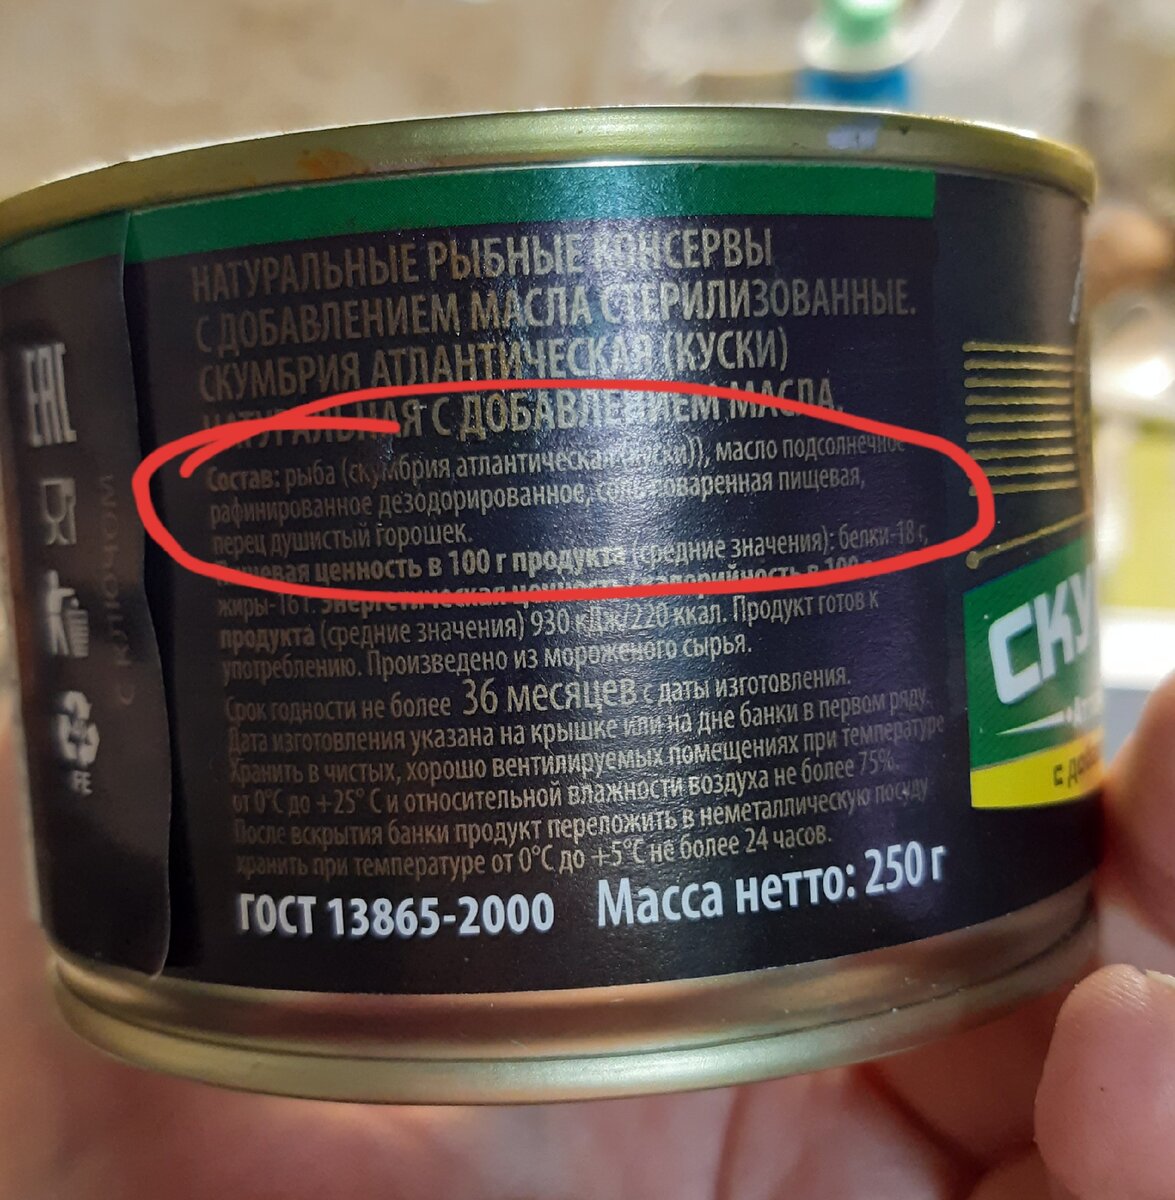 НАТУРАЛЬНЫЕ РЫБНЫЕ КОНСЕРВЫ
С ДОБАВЛЕНИЕМ МАСЛА СТЕРИЛИЗОВАННЫЕ.
СКУМБРИЯ АТЛАНТИЧЕСКАЯ (КУСКИ)
НАТУРАЛЬНАЯ С ДОБАВЛЕНИЕМ МАСЛА.
Состав: рыба (скумбрия атлантическая (куски)), масло подсолнечное
рафинированное дезодорированное, соль поваренная пищевая,
перец душистый горошек.
Пищевая ценность в 100 г продукта (средние значения): белки-18 г,
жиры-16 г. Энергетическая ценность калорийность в 100 г
продукта (средние значения) 930 кДж/220 ккал. Продукт готов к
употреблению. Произведено из мороженого сырья.
Срок годности не более 36 месяцев с даты изготовления.
Дата изготовления указана на крышке или на дне банки в первом ряду.
Хранить в чистых, хорошо вентилируемых помещениях при температуре
от 0°С до +25° С и относительной влажности воздуха не более 75%.
После вскрытия банки продукт переложить в неметаллическую посуду
хранить при температуре от 0°С до +5°С не более 24 часов.
ГОСТ 13865-2000 Масса нетто: 250 г
EAC
С КЛЮЧОМ
FE
СКУ
с до